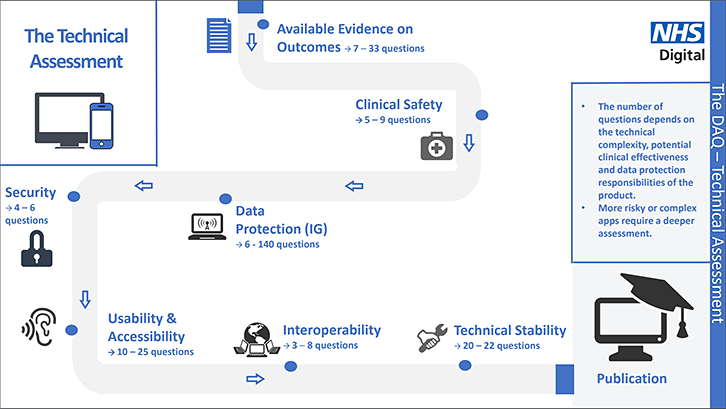 The Technical
Assessment
Available Evidence on
Outcomes → 7 – 33 questions
NHS
Digital
Clinical Safety
→ 5 – 9 questions
• The number of
questions depends on
the technical
complexity, potential
clinical effectiveness
and data protection
responsibilities of the
product.
• More risky or complex
apps require a deeper
assessment.
The DAQ – Technical Assessment
Security
→ 4 – 6
questions
Data
Protection (IG)
→ 6 - 140 questions
Usability &
Accessibility
→ 10 – 25 questions
Interoperability
→ 3 – 8 questions
Technical Stability
→ 20 – 22 questions
Publication